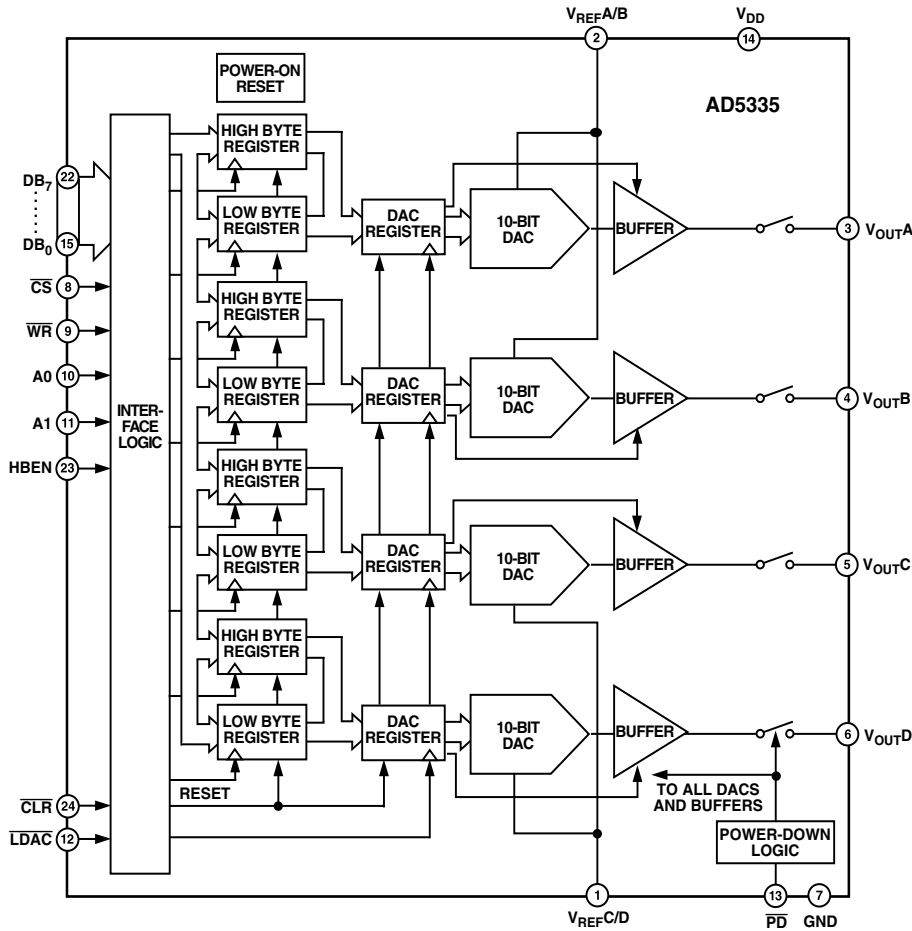 VREFA/B
VDD
2
14
POWER-ON
RESET
AD5335
HIGH BYTE
REGISTER
DB7
22
LOW BYTE
REGISTER
DAC
REGISTER
10-BIT
DAC
BUFFER
3
VOUTA
DB0
15
CS
8
HIGH BYTE
REGISTER
WR
9
A0
10
LOW BYTE
REGISTER
DAC
REGISTER
10-BIT
DAC
BUFFER
4
VOUTB
A1
11
INTER-
FACE
LOGIC
HBEN
23
HIGH BYTE
REGISTER
LOW BYTE
REGISTER
DAC
REGISTER
10-BIT
DAC
BUFFER
5
VOUTC
HIGH BYTE
REGISTER
LOW BYTE
REGISTER
DAC
REGISTER
10-BIT
DAC
BUFFER
6
VOUTD
RESET
TO ALL DACS
AND BUFFERS
CLR
24
LDAC
12
POWER-DOWN
LOGIC
1
13
7
VREFC/D
PD
GND